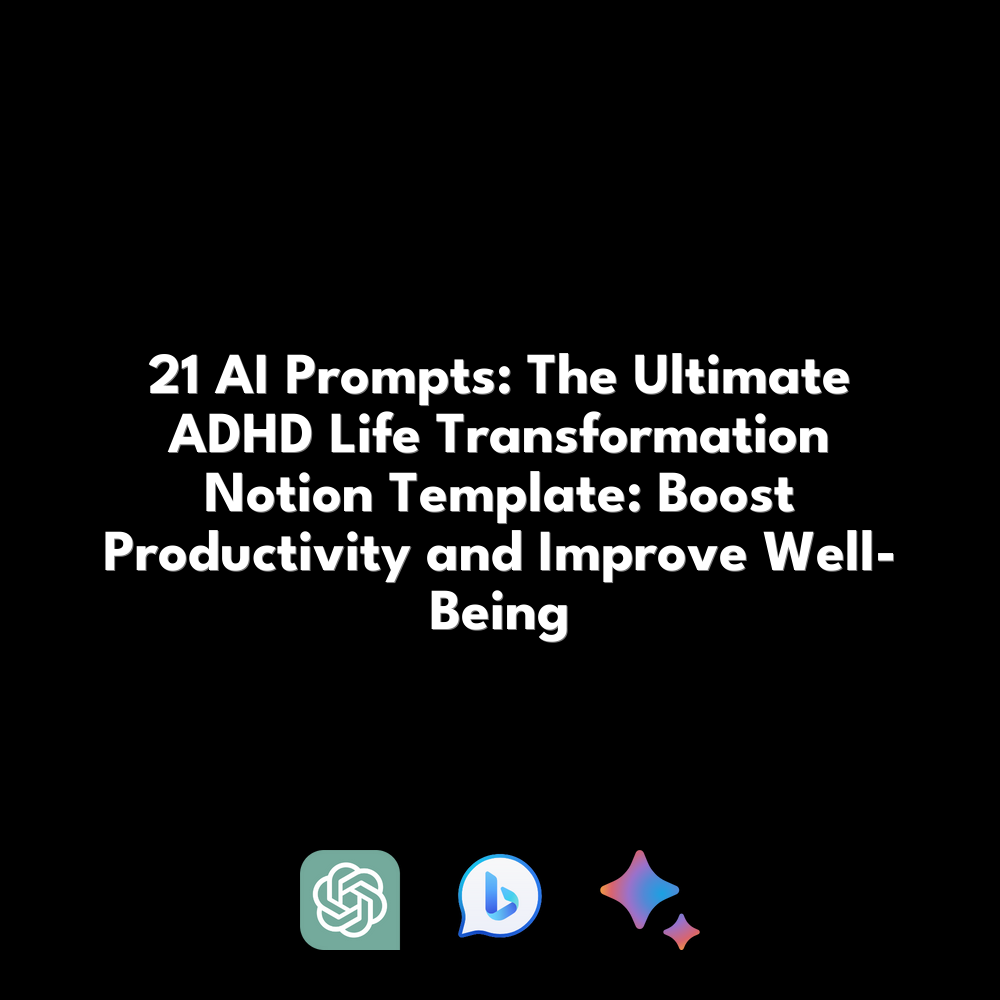 21 AI Prompts: The Ultimate
ADHD Life Transformation
Notion Template: Boost
Productivity and Improve Well-
Being